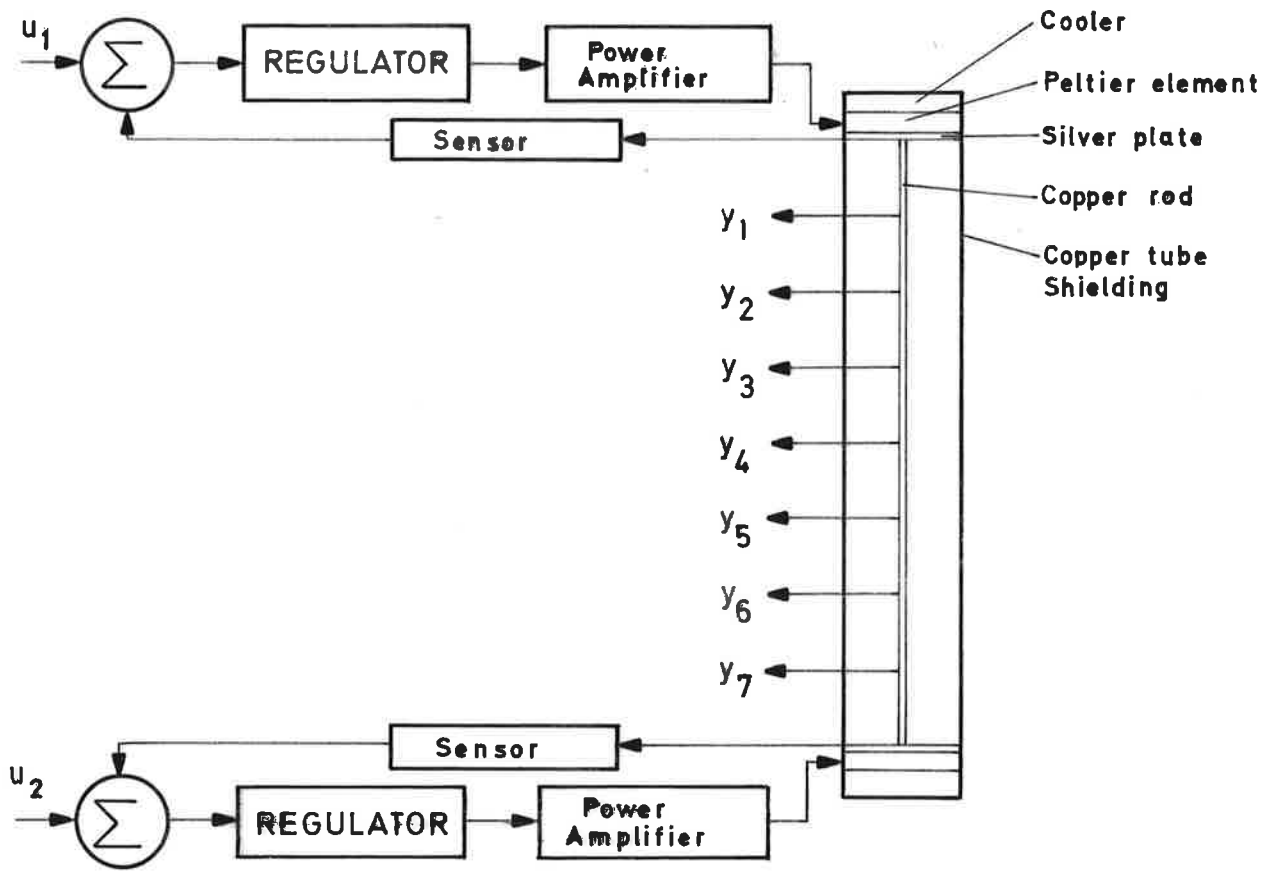 u1
Σ
REGULATOR
Power
Amplifier
Sensor
Cooler
Peltier element
Silver plate
Copper rod
Copper tube
Shielding
y1
y2
y3
y4
y5
y6
y7
Sensor
u2
Σ
REGULATOR
Power
Amplifier